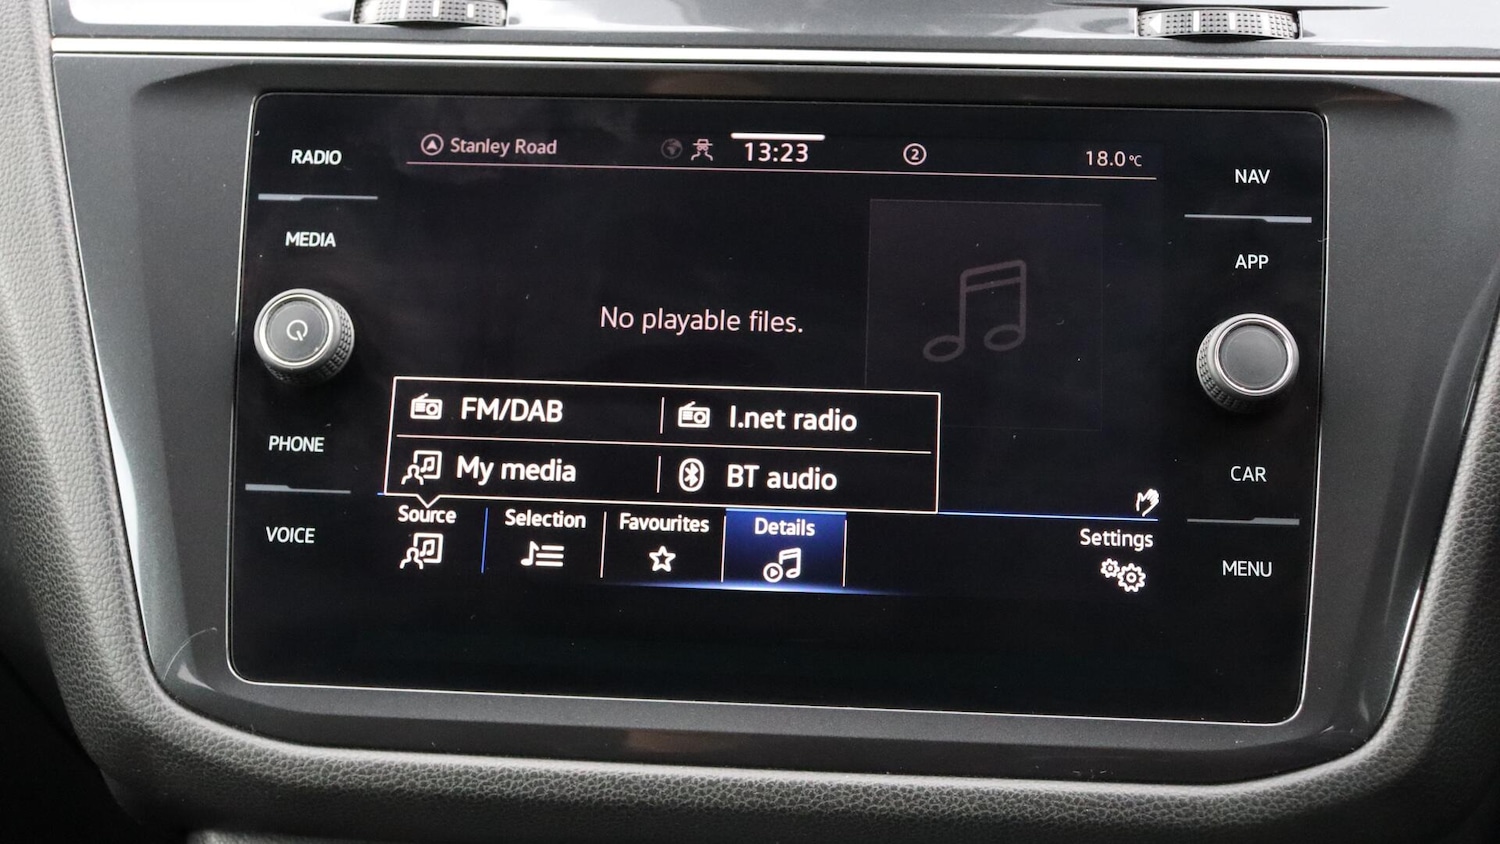 Stanley Road
13:23
2
18.0°C
RADIO
MEDIA
PHONE
VOICE
NAV
APP
CAR
MENU
No playable files.
FM/DAB
I.net radio
My media
BT audio
Source
Selection
Favourites
Details
Settings